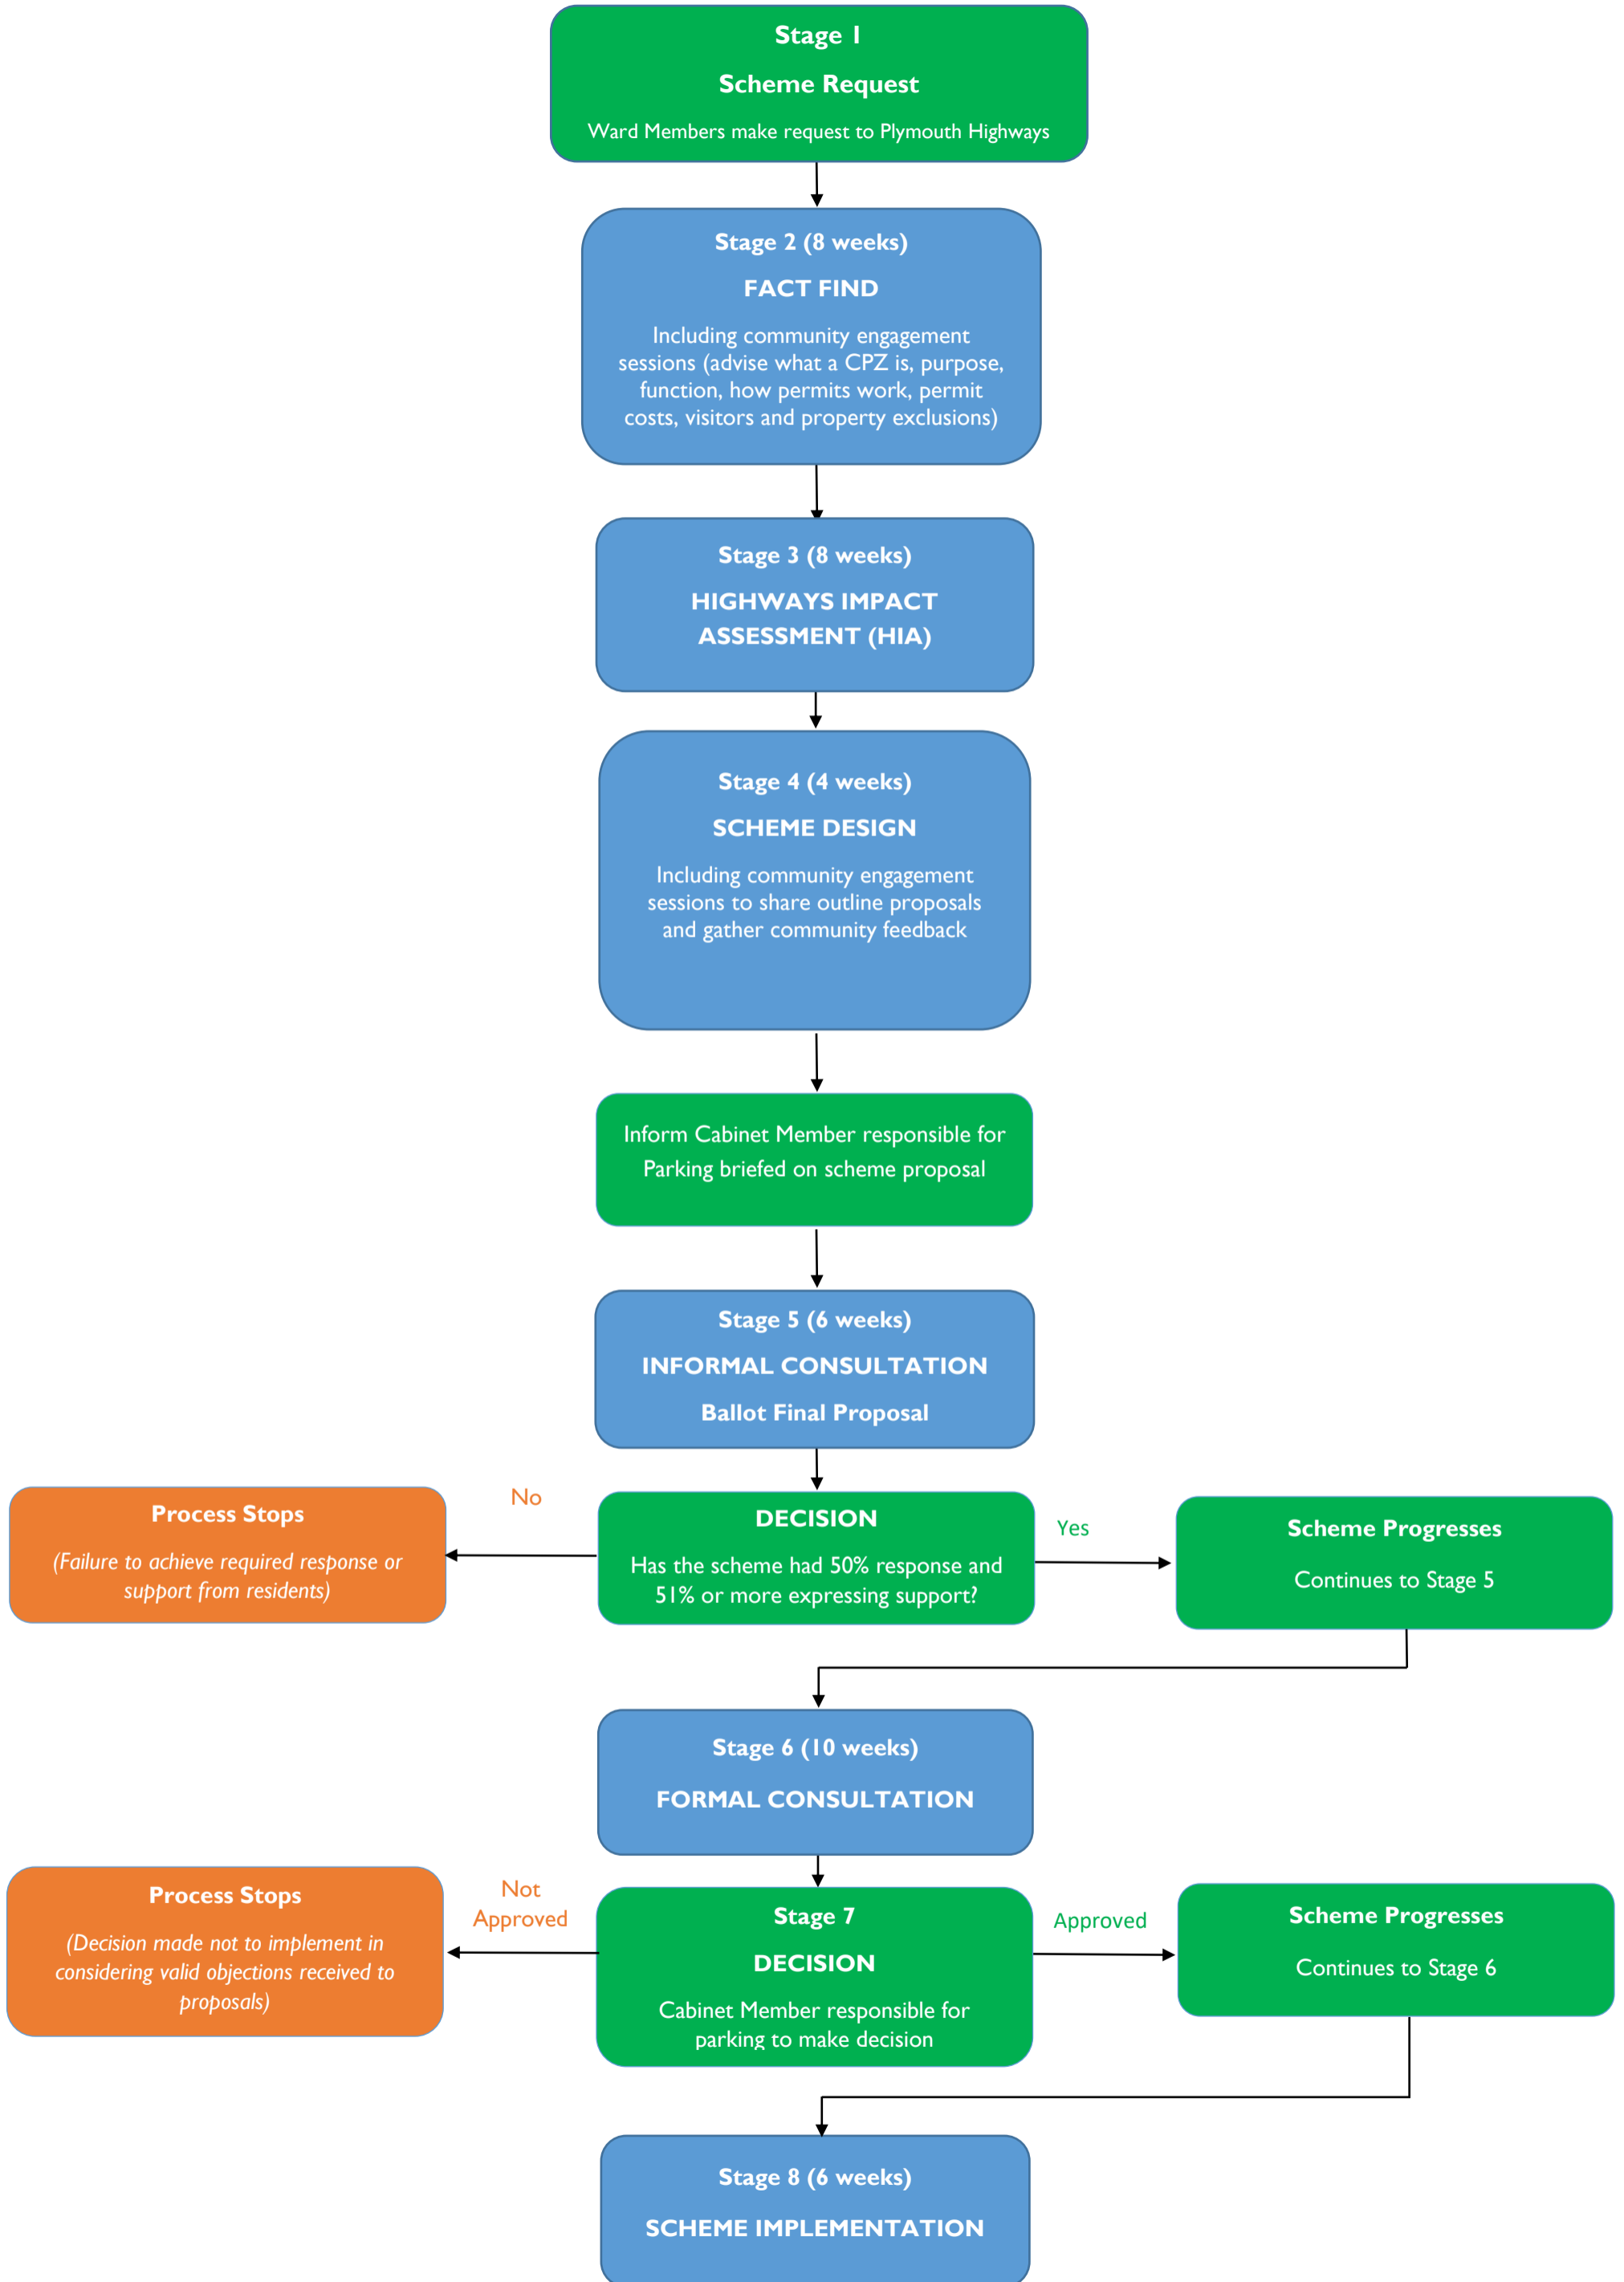 Stage 1
Scheme Request
Ward Members make request to Plymouth Highways
Stage 2 (8 weeks)
FACT FIND
Including community engagement
sessions (advise what a CPZ is, purpose,
function, how permits work, permit
costs, visitors and property exclusions)
Stage 3 (8 weeks)
HIGHWAYS IMPACT
ASSESSMENT (HIA)
Stage 4 (4 weeks)
SCHEME DESIGN
Including community engagement
sessions to share outline proposals
and gather community feedback
Inform Cabinet Member responsible for
Parking briefed on scheme proposal
Stage 5 (6 weeks)
INFORMAL CONSULTATION
Ballot Final Proposal
Process Stops
(Failure to achieve required response or
support from residents)
No
DECISION
Has the scheme had 50% response and
51% or more expressing support?
Yes
Scheme Progresses
Continues to Stage 5
Stage 6 (10 weeks)
FORMAL CONSULTATION
Process Stops
(Decision made not to implement in
considering valid objections received to
proposals)
Not
Approved
Stage 7
DECISION
Cabinet Member responsible for
parking to make decision
Approved
Scheme Progresses
Continues to Stage 6
Stage 8 (6 weeks)
SCHEME IMPLEMENTATION